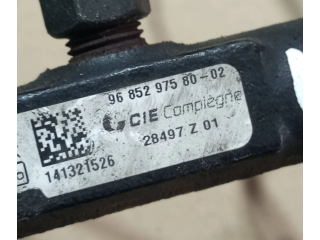 96 852 975 80-02
CIE Compiègne
28497 Z 01
141321526